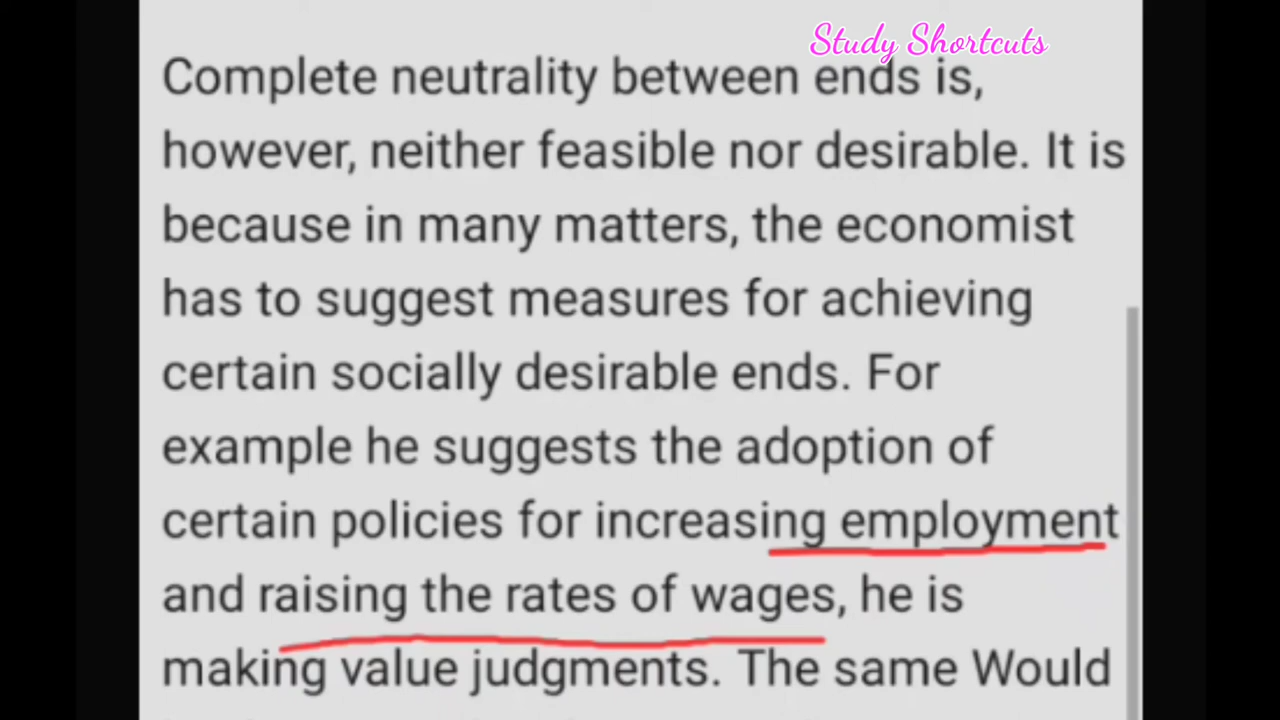 Study Shortcuts
Complete neutrality between ends is,
however, neither feasible nor desirable. It is
because in many matters, the economist
has to suggest measures for achieving
certain socially desirable ends. For
example he suggests the adoption of
certain policies for increasing employment
and raising the rates of wages, he is
making value judgments. The same Would